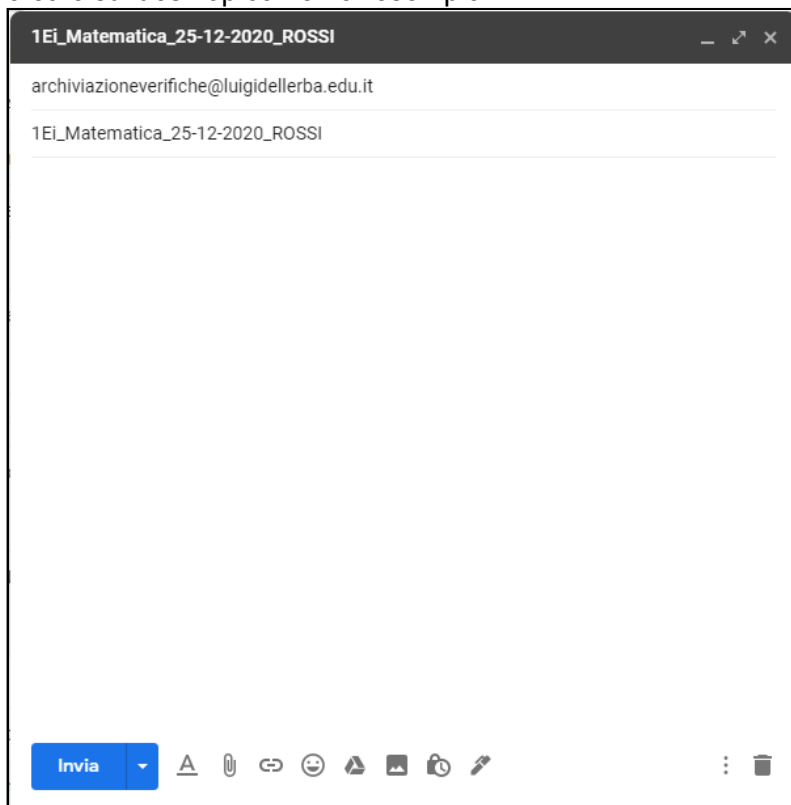 1Ei_Matematica_25-12-2020_ROSSI
archiviazioneverifiche@luigidellerba.edu.it
1Ei_Matematica_25-12-2020_ROSSI
Invia